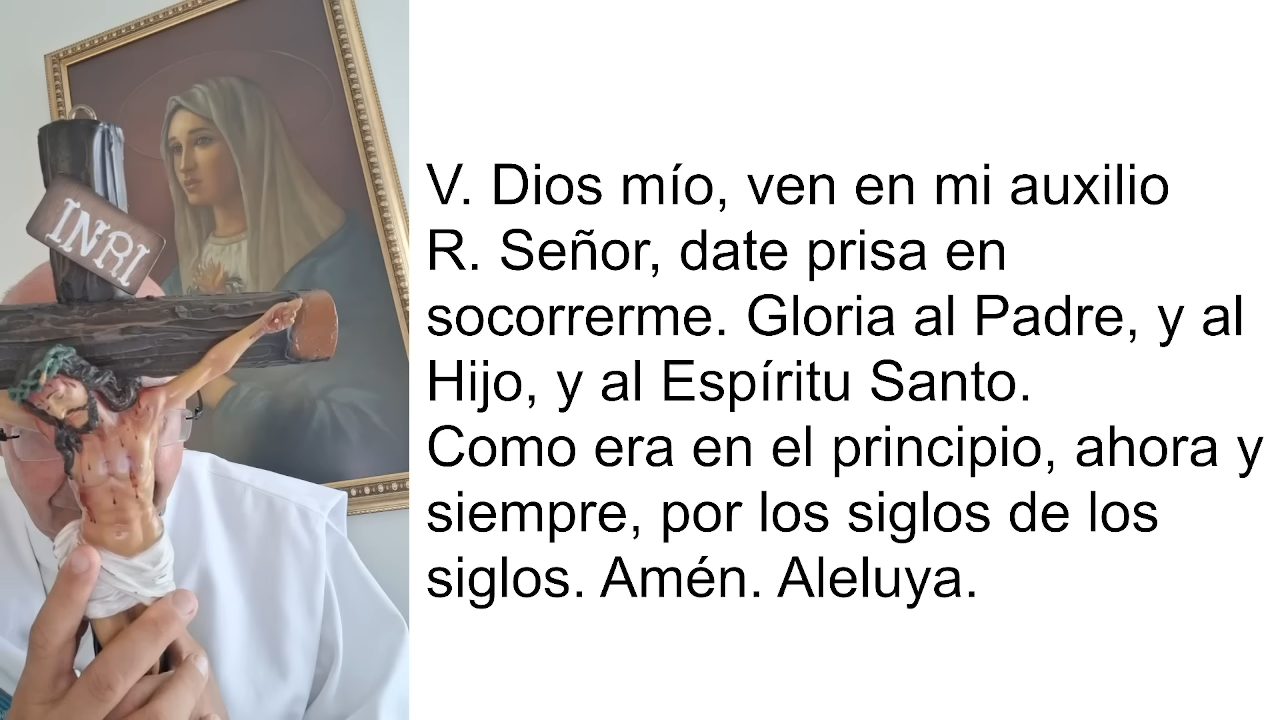 INRI
V. Dios mío, ven en mi auxilio
R. Señor, date prisa en
socorrerme. Gloria al Padre, y al
Hijo, y al Espíritu Santo.
Como era en el principio, ahora y
siempre, por los siglos de los
siglos. Amén. Aleluya.